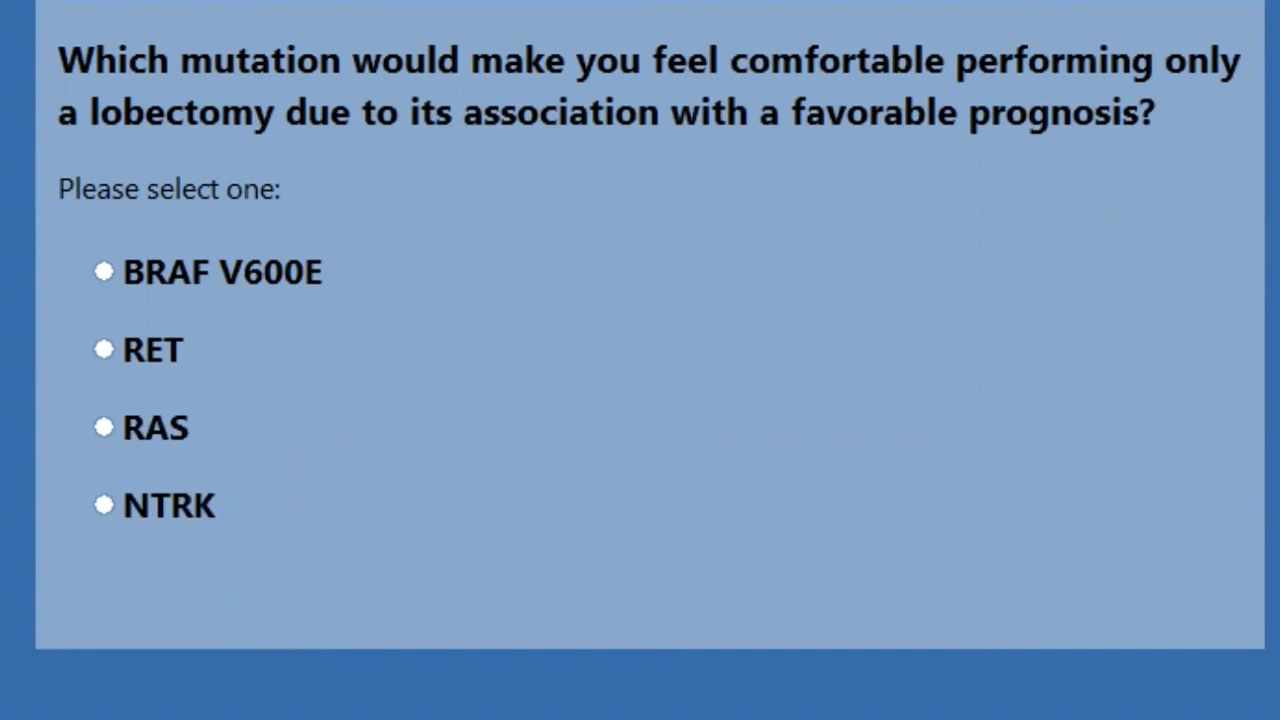 Which mutation would make you feel comfortable performing only
a lobectomy due to its association with a favorable prognosis?
Please select one:
BRAF V600E
RET
RAS
NTRK